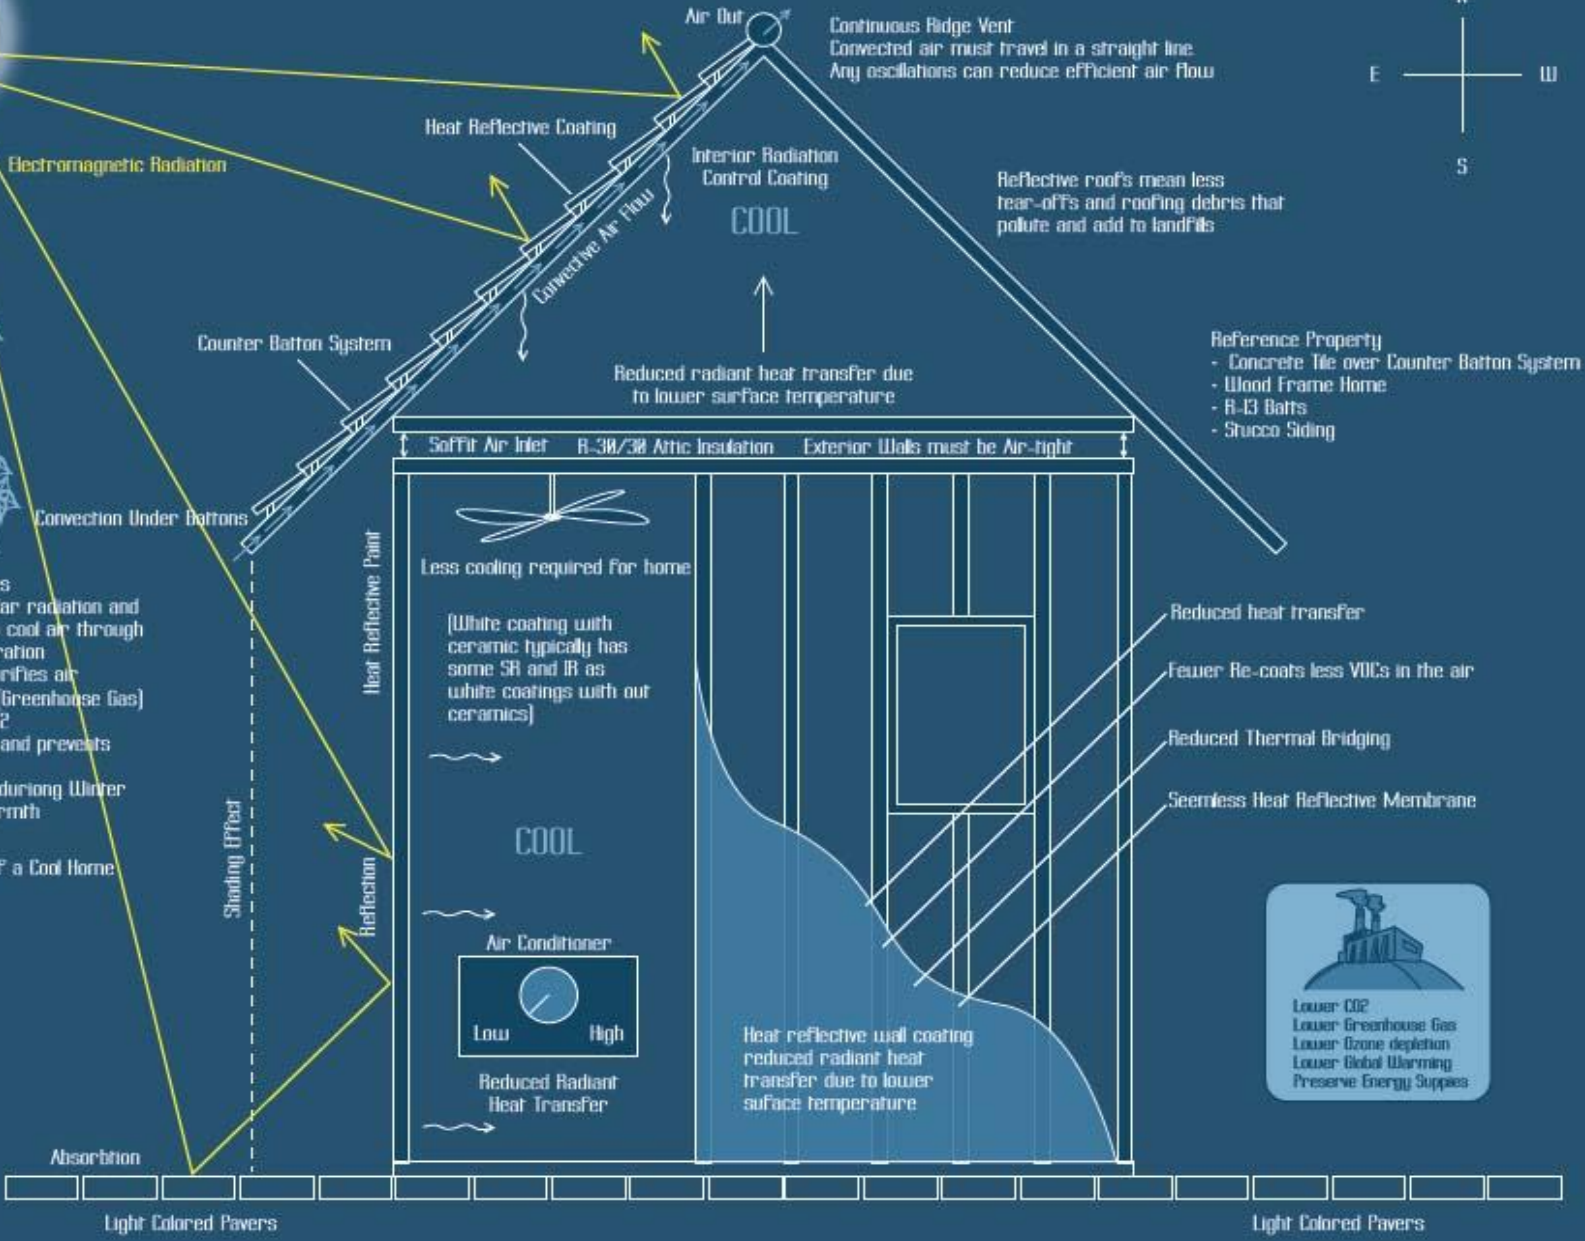 Air Out
Continuous Ridge Vent
Convected air must travel in a straight line.
Any oscillations can reduce efficient air flow
E
W
S
Heat Reflective Coating
Electromagnetic Radiation
Interior Radiation
Control Coating
COOL
Convective Air Flow
Reflective roofs mean less
tear-offs and roofing debris that
pollute and add to landfills
Counter Batton System
Reduced radiant heat transfer due
to lower surface temperature
Reference Property
- Concrete Tile over Counter Batton System
- Wood Frame Home
- R-13 Batts
- Stucco Siding
Soffit Air Inlet
R-30/38 Attic Insulation
Exterior Walls must be Air-tight
Convection Under Battons
Heat Reflective Paint
Less cooling required for home
(White coating with
ceramic typically has
some SR and IR as
white coatings with out
ceramics)
s
ar radiation and
cool air through
ration
rifies air
Greenhouse Gas)
2
and prevents
duriong Winter
rmth
f a Cool Home
Reduced heat transfer
Fewer Re-coats less VOCs in the air
Reduced Thermal Bridging
Seemless Heat Reflective Membrane
Shading Effect
Reflection
COOL
Air Conditioner
Low
High
Reduced Radiant
Heat Transfer
Heat reflective wall coating
reduced radiant heat
transfer due to lower
suface temperature
Lower CO2
Lower Greenhouse Gas
Lower Ozone depletion
Lower Global Warming
Preserve Energy Suppies
Absorbtion
Light Colored Pavers
Light Colored Pavers